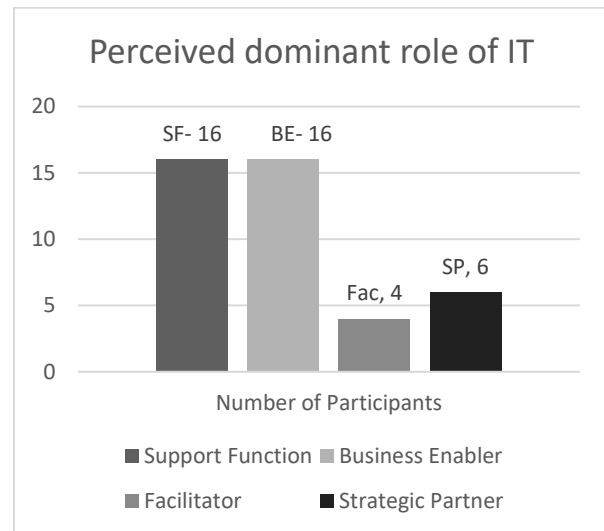 Perceived dominant role of IT
20
15
10
5
0
SF- 16
BE- 16
Fac, 4
SP, 6
Number of Participants
Support Function
Business Enabler
Facilitator
Strategic Partner